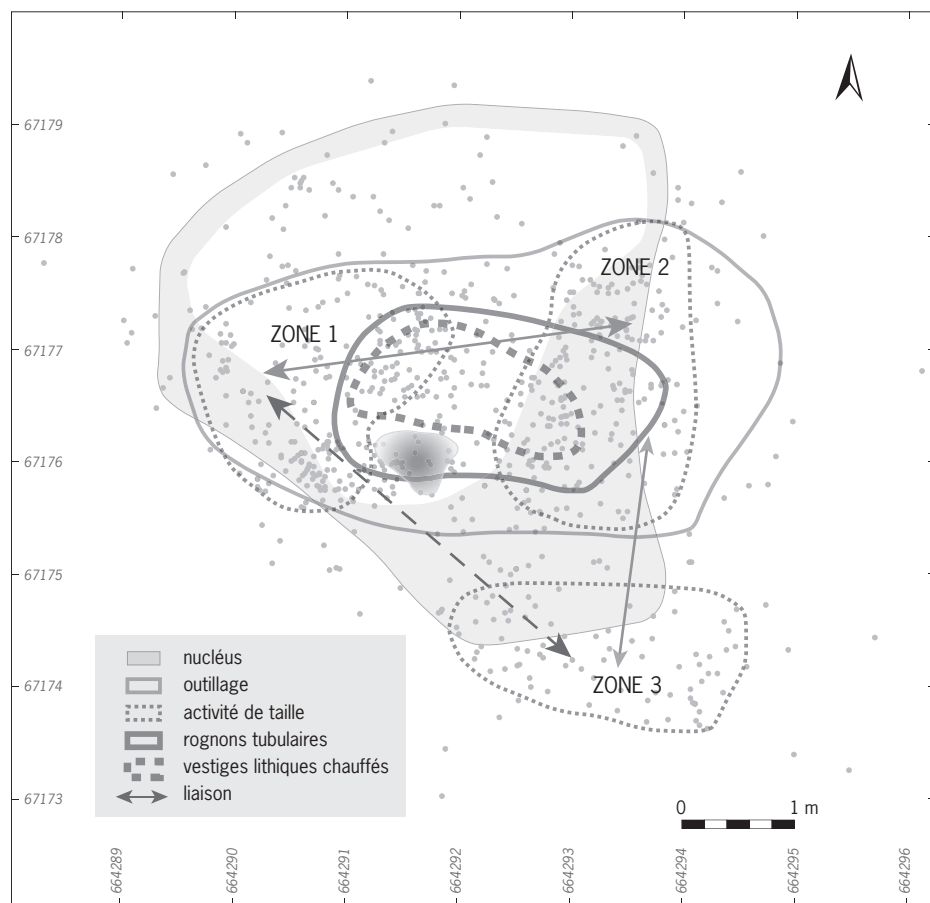 67179
67178
ZONE 2
ZONE 1
67177
67176
67175
ZONE 3
67174
nucléus
outillage
activité de taille
rognons tubulaires
vestiges lithiques chauffés
liaison
67173
0 1 m
664289 664290 664291 664292 664293 664294 664295 664296